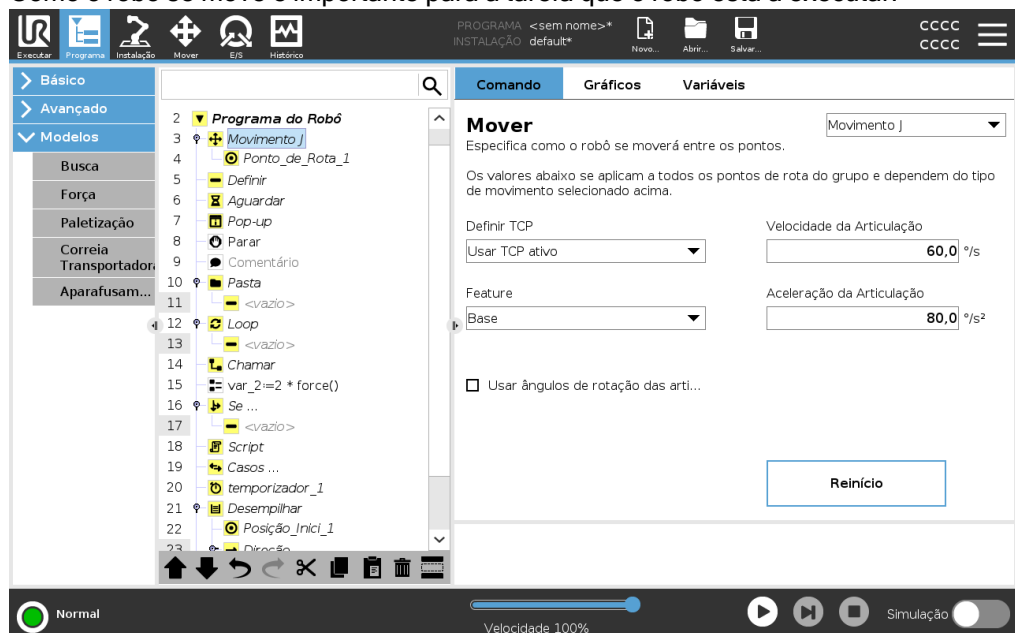 Como o robô se move é importante para a tarefa que o robô está a executar.
UR
PROGRAMA <sem nome>*
INSTALAÇÃO default*
CCCC
CCCC
Executar Programa Instalação Mover E/S Histórico
Novo... Abrir... Salvar...
Básico
Avançado
Modelos
Busca
Força
Paletização
Correia
Transportador
Aparafusam...
2 Programa do Robô
3 Movimento J
4 Ponto_de_Rota_1
5 Definir
6 Aguardar
7 Pop-up
8 Parar
9 Comentário
10 Pasta
11 <vazio>
12 Loop
13 <vazio>
14 Chamar
15 var_2:=2 * force()
16 Se ...
17 <vazio>
18 Script
19 Casos ...
20 temporizador_1
21 Desempilhar
22 Posição_Inici_1
23 Direção
Comando Gráficos Variáveis
Mover
Movimento J
Especifica como o robô se moverá entre os pontos.
Os valores abaixo se aplicam a todos os pontos de rota do grupo e dependem do tipo
de movimento selecionado acima.
Definir TCP
Velocidade da Articulação
Usar TCP ativo
60,0 °/s
Feature
Aceleração da Articulação
Base
80,0 °/s²
Usar ângulos de rotação das arti...
Reinício
Normal
Velocidade 100%
Simulação